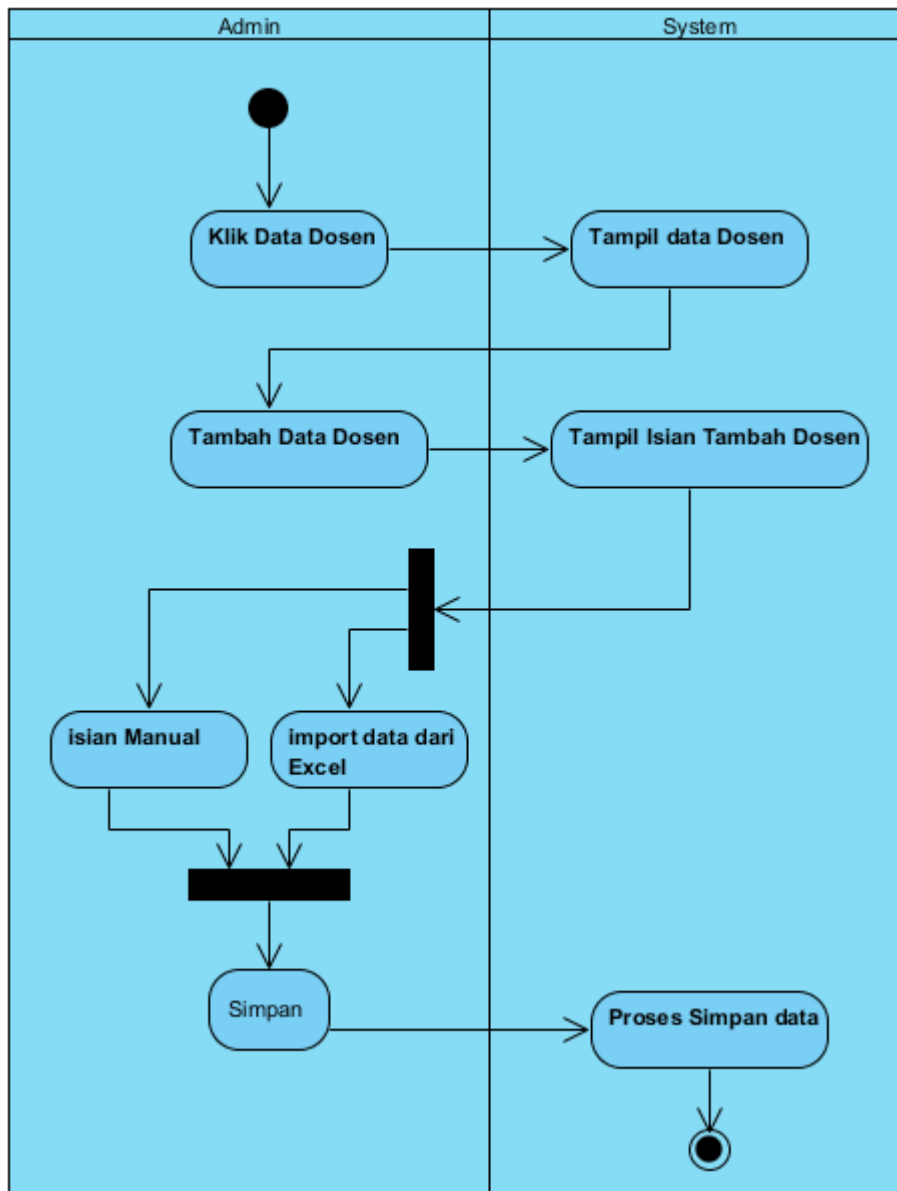 Admin
System
Klik Data Dosen
Tampil data Dosen
Tambah Data Dosen
Tampil Isian Tambah Dosen
isian Manual
import data dari
Excel
Simpan
Proses Simpan data